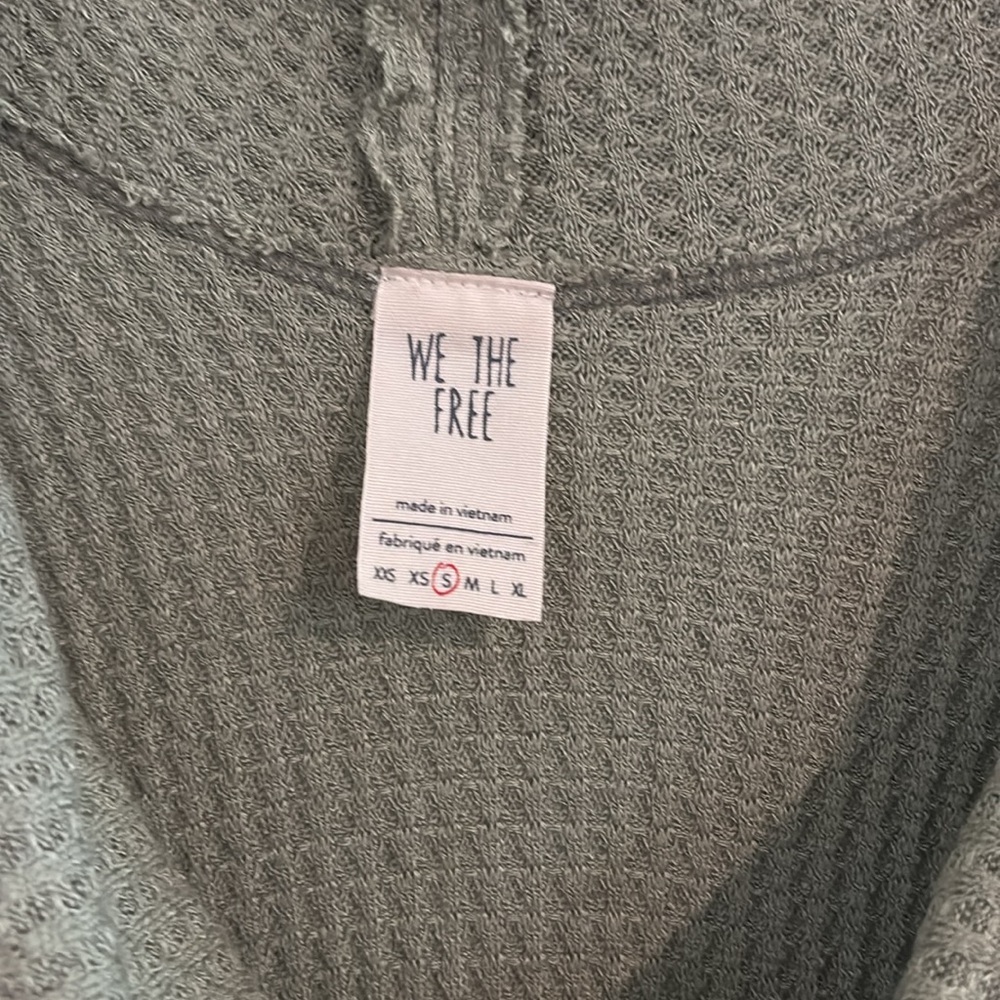 WE THE
FREE
made in vietnam
fabriqué en vietnam
XXS XS S M L XL